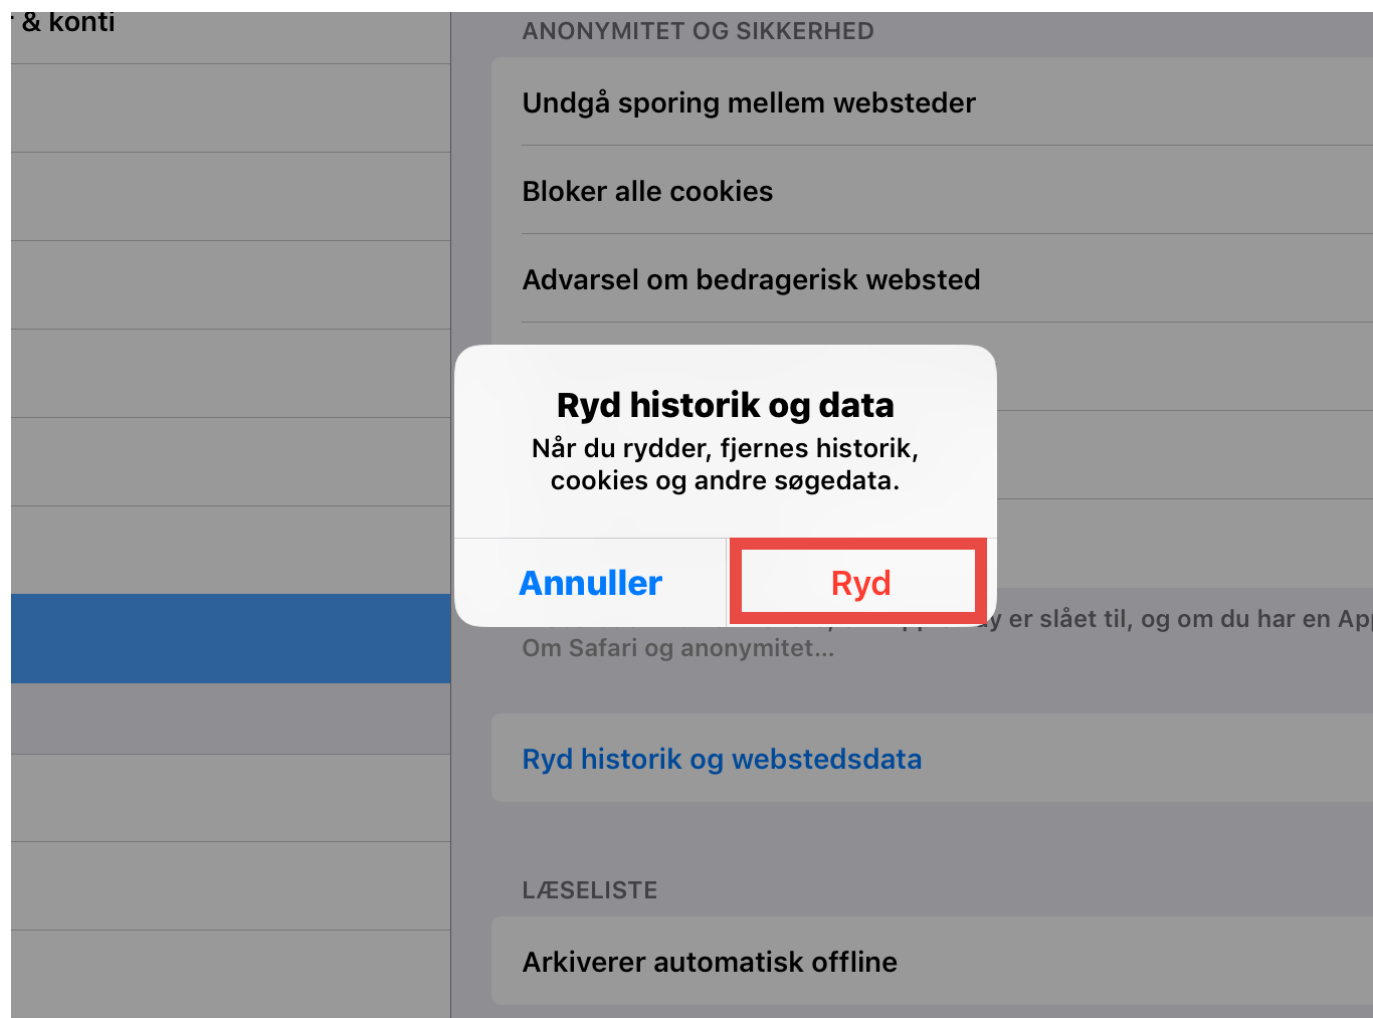 & konti
ANONYMITET OG SIKKERHED
Undgå sporing mellem websteder
Bloker alle cookies
Advarsel om bedragerisk websted
Ryd historik og data
Når du rydder, fjernes historik,
cookies og andre søgedata.
Annuller
Ryd
er slået til, og om du har en
Om Safari og anonymitet...
Ryd historik og webstedsdata
LÆSELISTE
Arkiverer automatisk offline